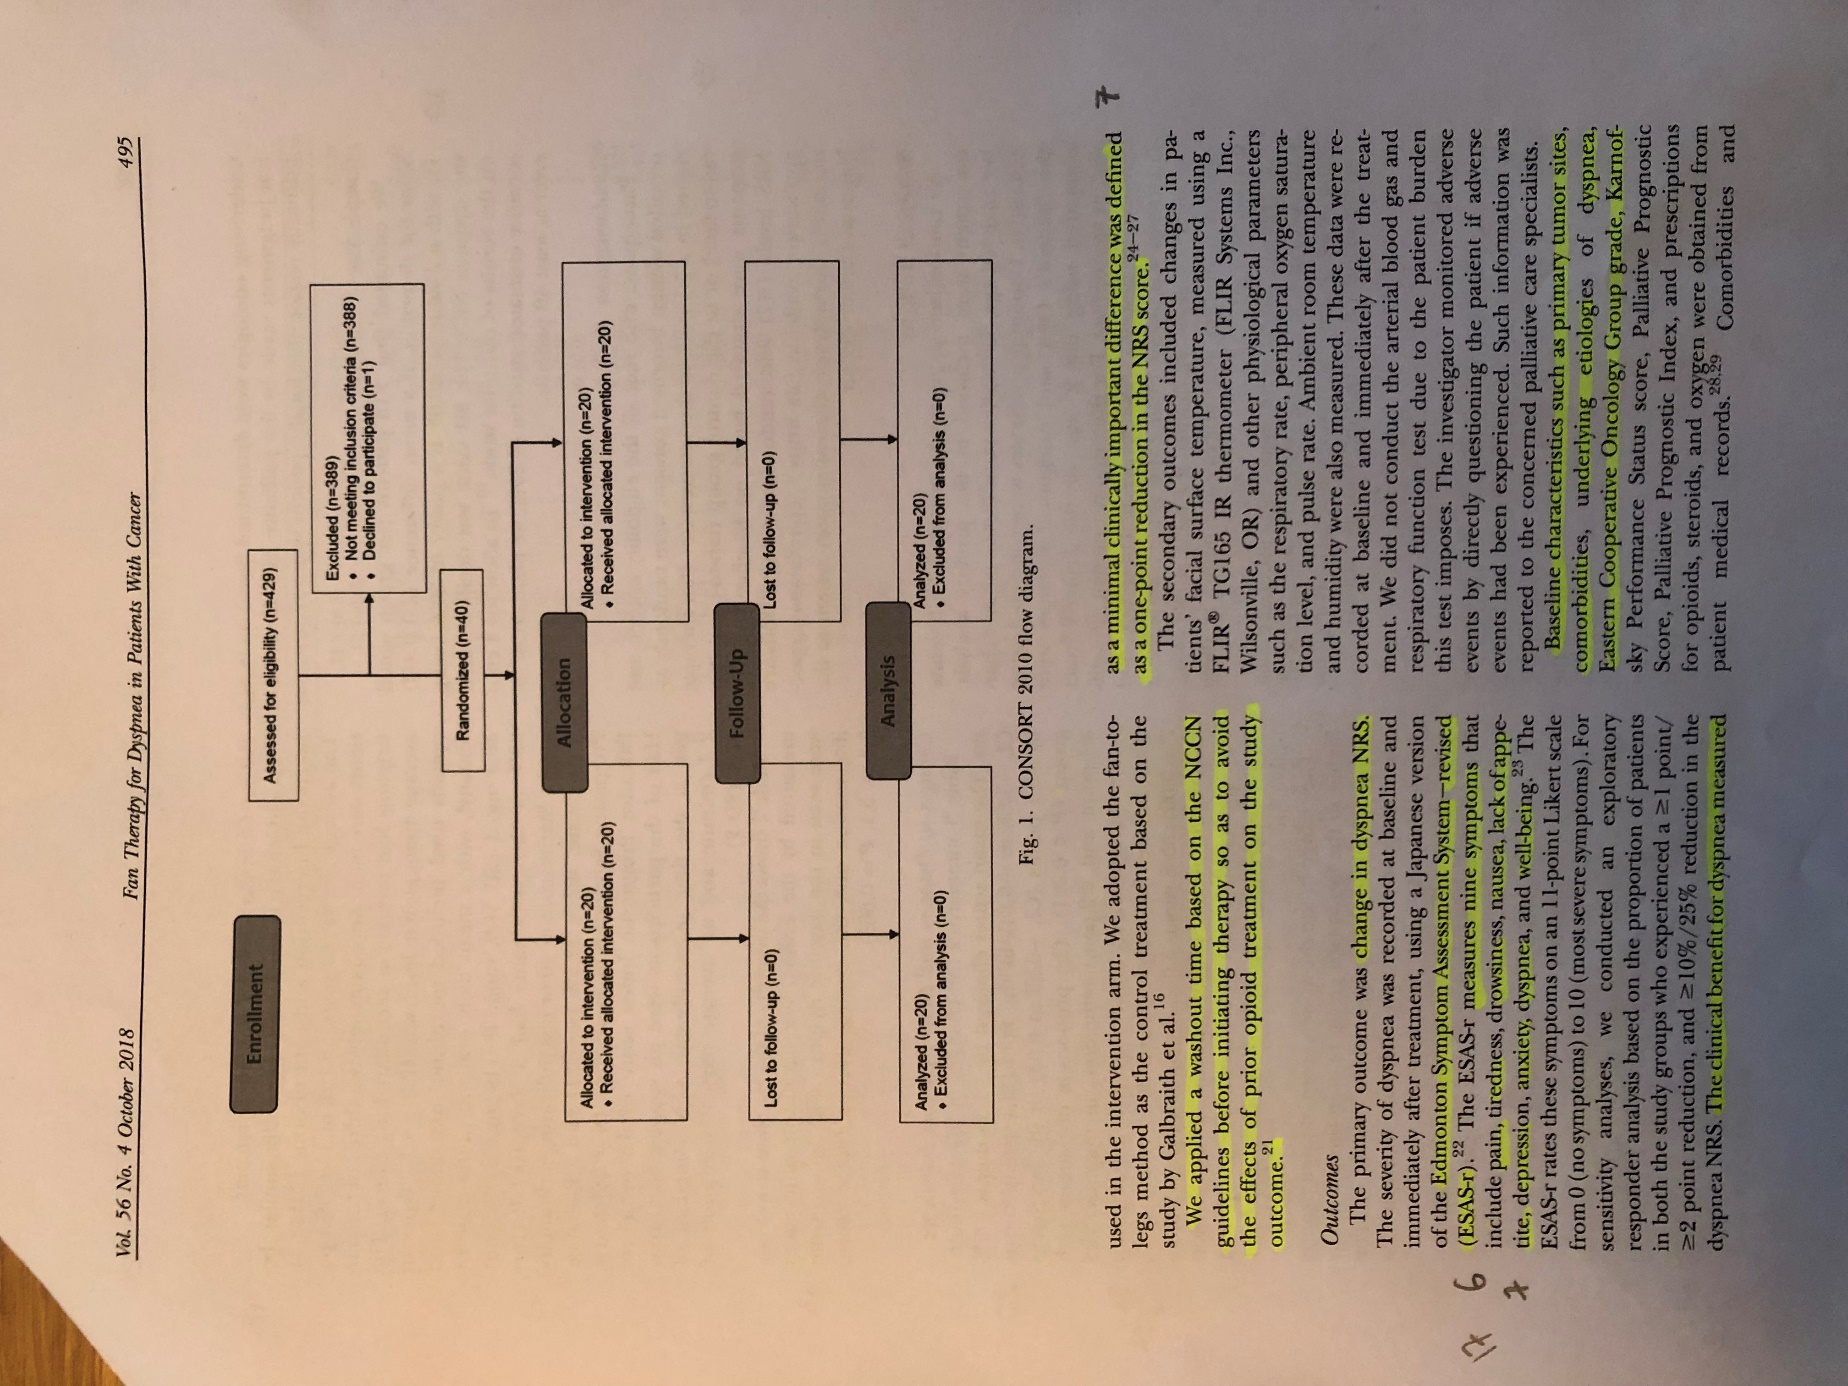 Vol. 56 No. 4 October 2018
Fan Therapy for Dyspnea in Patients With Cancer
495
Enrollment
Assessed for eligibility (n=429)
Excluded (n=389)
• Not meeting inclusion criteria (n=388)
• Declined to participate (n=1)
Randomized (n=40)
Allocation
Allocated to intervention (n=20)
• Received allocated intervention (n=20)
Allocated to intervention (n=20)
• Received allocated intervention (n=20)
Follow-Up
Lost to follow-up (n=0)
Lost to follow-up (n=0)
Analysis
Analyzed (n=20)
• Excluded from analysis (n=0)
Analyzed (n=20)
• Excluded from analysis (n=0)
Fig. 1. CONSORT 2010 flow diagram.
used in the intervention arm. We adopted the fan-to-
legs method as the control treatment based on the
study by Galbraith et al.16
We applied a washout time based on the NCCN
guidelines before initiating therapy so as to avoid
the effects of prior opioid treatment on the study
outcome.21
Outcomes
The primary outcome was change in dyspnea NRS.
The severity of dyspnea was recorded at baseline and
immediately after treatment, using a Japanese version
of the Edmonton Symptom Assessment System–revised
(ESAS-r).22 The ESAS-r measures nine symptoms that
include pain, tiredness, drowsiness, nausea, lack of appe-
tite, depression, anxiety, dyspnea, and well-being.23 The
ESAS-r rates these symptoms on an 11-point Likert scale
from 0 (no symptoms) to 10 (most severe symptoms). For
sensitivity analyses, we conducted an exploratory
responder analysis based on the proportion of patients
in both the study groups who experienced a ≥1 point/
≥2 point reduction, and ≥10%/25% reduction in the
dyspnea NRS. The clinical benefit for dyspnea measured
6
7
as a minimal clinically important difference was defined
as a one-point reduction in the NRS score.24–27
The secondary outcomes included changes in pa-
tients' facial surface temperature, measured using a
FLIR® TG165 IR thermometer (FLIR Systems Inc.,
Wilsonville, OR) and other physiological parameters
such as the respiratory rate, peripheral oxygen satura-
tion level, and pulse rate. Ambient room temperature
and humidity were also measured. These data were re-
corded at baseline and immediately after the treat-
ment. We did not conduct the arterial blood gas and
respiratory function test due to the patient burden
this test imposes. The investigator monitored adverse
events by directly questioning the patient if adverse
events had been experienced. Such information was
reported to the concerned palliative care specialists.
Baseline characteristics such as primary tumor sites,
comorbidities, underlying etiologies of dyspnea,
Eastern Cooperative Oncology Group grade, Karnof-
sky Performance Status score, Palliative Prognostic
Score, Palliative Prognostic Index, and prescriptions
for opioids, steroids, and oxygen were obtained from
patient medical records.28,29 Comorbidities and
7